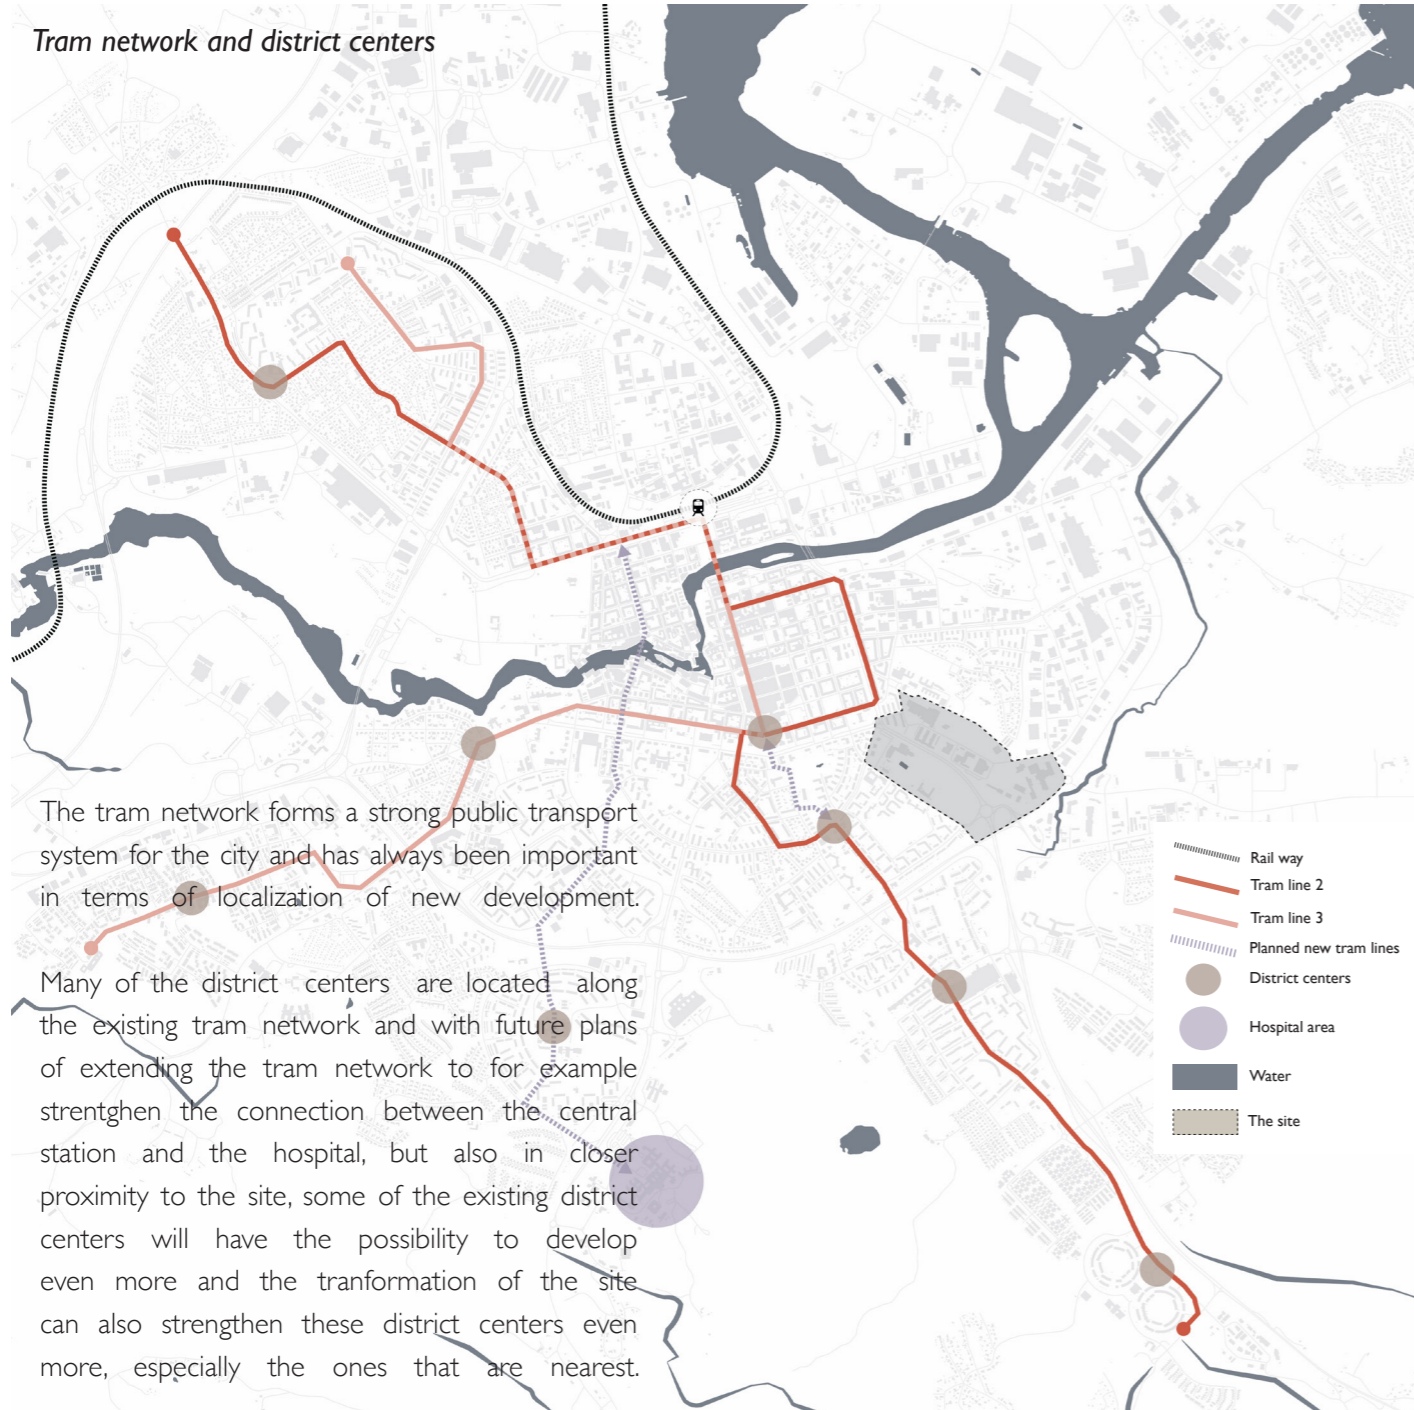 Tram network and district centers
The tram network forms a strong public transport
system for the city and has always been important
in terms of localization of new development.
Many of the district centers are located along
the existing tram network and with future plans
of extending the tram network to for example
strentghen the connection between the central
station and the hospital, but also in closer
proximity to the site, some of the existing district
centers will have the possibility to develop
even more and the tranformation of the site
can also strengthen these district centers even
more, especially the ones that are nearest.
Rail way
Tram line 2
Tram line 3
Planned new tram lines
District centers
Hospital area
Water
The site